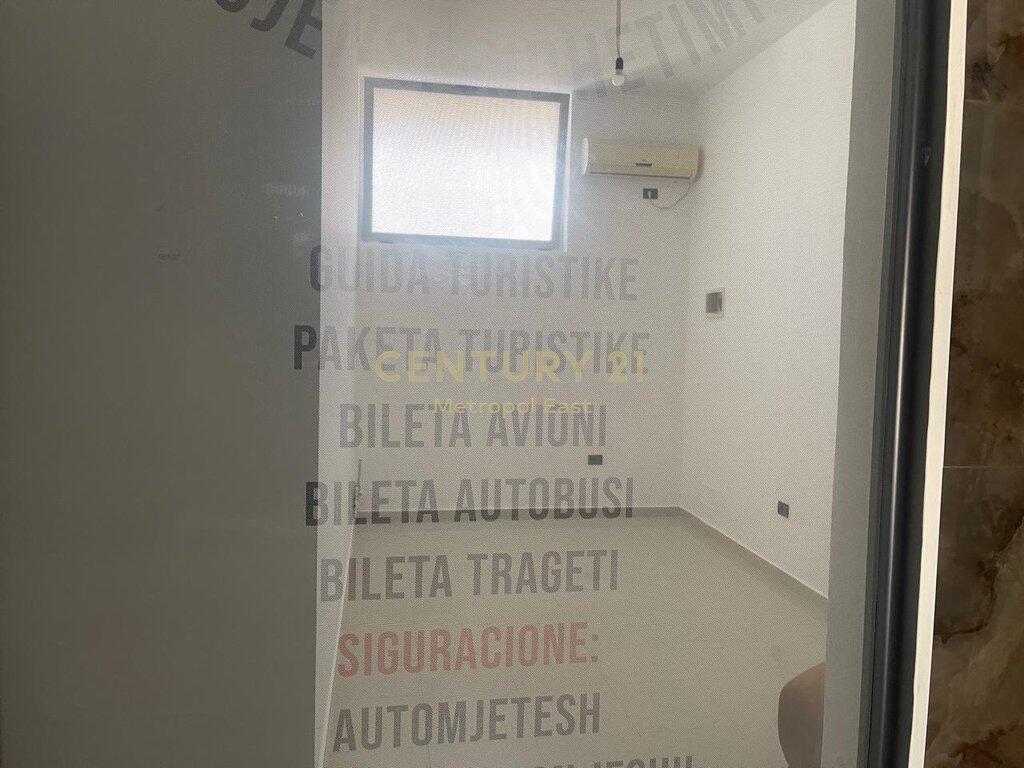 GUIDA TURISTIKE
PAKETA TURISTIKE
CENTURY 21
Metropol East
BILETA AVIONI
BILETA AUTOBUSI
BILETA TRAGETI
SIGURACIONE:
AUTOMJETESH